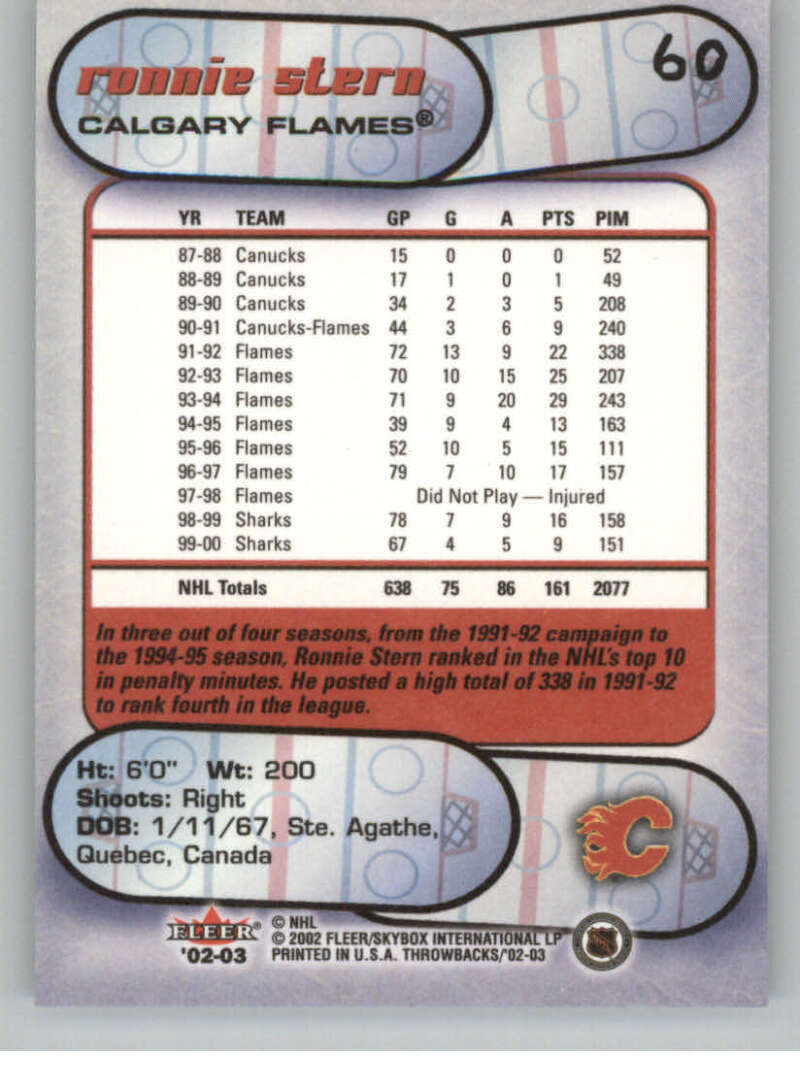 60
ronnie stern
CALGARY FLAMES®
YR TEAM GP G A PTS PIM
87-88 Canucks 15 0 0 0 52
88-89 Canucks 17 1 0 1 49
89-90 Canucks 34 2 3 5 208
90-91 Canucks-Flames 44 3 6 9 240
91-92 Flames 72 13 9 22 338
92-93 Flames 70 10 15 25 207
93-94 Flames 71 9 20 29 243
94-95 Flames 39 9 4 13 163
95-96 Flames 52 10 5 15 111
96-97 Flames 79 7 10 17 157
97-98 Flames Did Not Play — Injured
98-99 Sharks 78 7 9 16 158
99-00 Sharks 67 4 5 9 151
NHL Totals 638 75 86 161 2077
In three out of four seasons, from the 1991-92 campaign to
the 1994-95 season, Ronnie Stern ranked in the NHL's top 10
in penalty minutes. He posted a high total of 338 in 1991-92
to rank fourth in the league.
Ht: 6'0" Wt: 200
Shoots: Right
DOB: 1/11/67, Ste. Agathe,
Quebec, Canada
C
FLEER®
'02-03
© NHL
© 2002 FLEER/SKYBOX INTERNATIONAL LP
PRINTED IN U.S.A. THROWBACKS/'02-03